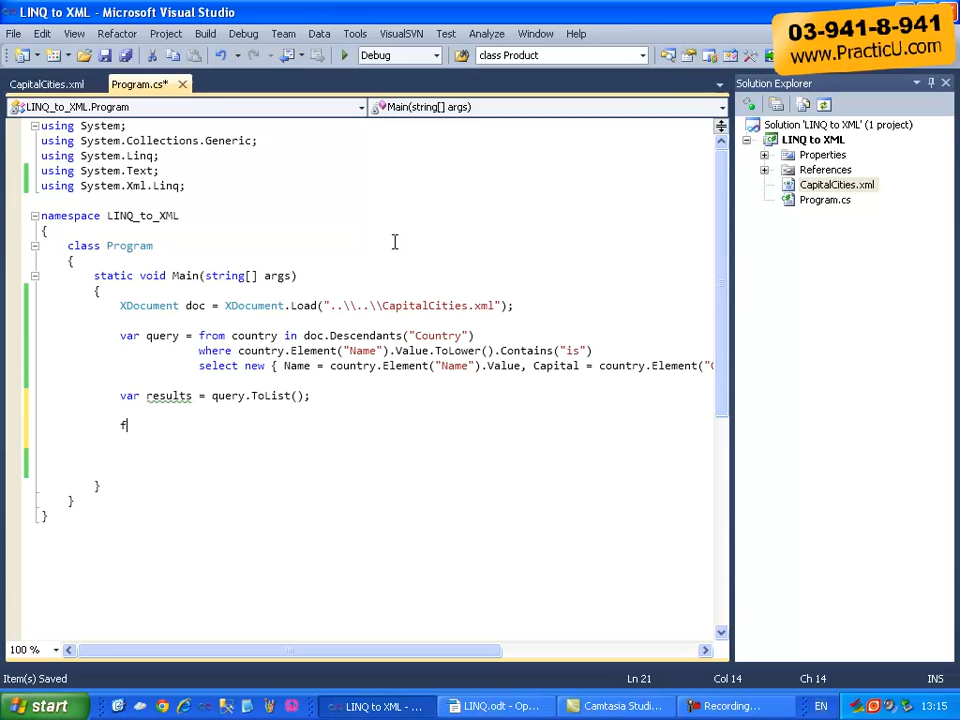 LINQ to XML - Microsoft Visual Studio
03-941-8-941
www.PracticU.com
File Edit View Refactor Project Build Debug Team Data Tools VisualSVN Test Analyze Window Help
Debug class Product
CapitalCities.xml Program.cs*
LINQ_to_XML.Program Main(string[] args)
using System;
using System.Collections.Generic;
using System.Linq;
using System.Text;
using System.Xml.Linq;
namespace LINQ_to_XML
{
class Program
{
static void Main(string[] args)
{
XDocument doc = XDocument.Load("..\\..\\CapitalCities.xml");
var query = from country in doc.Descendants("Country")
where country.Element("Name").Value.ToLower().Contains("is")
select new { Name = country.Element("Name").Value, Capital = country.Element("C
var results = query.ToList();
f
}
}
}
Solution Explorer
Solution 'LINQ to XML' (1 project)
LINQ to XML
Properties
References
CapitalCities.xml
Program.cs
100 %
Item(s) Saved Ln 21 Col 14 Ch 14 INS
start LINQ to XML - ... LINQ.odt - Op... Camtasia Studi... Recording... EN 13:15